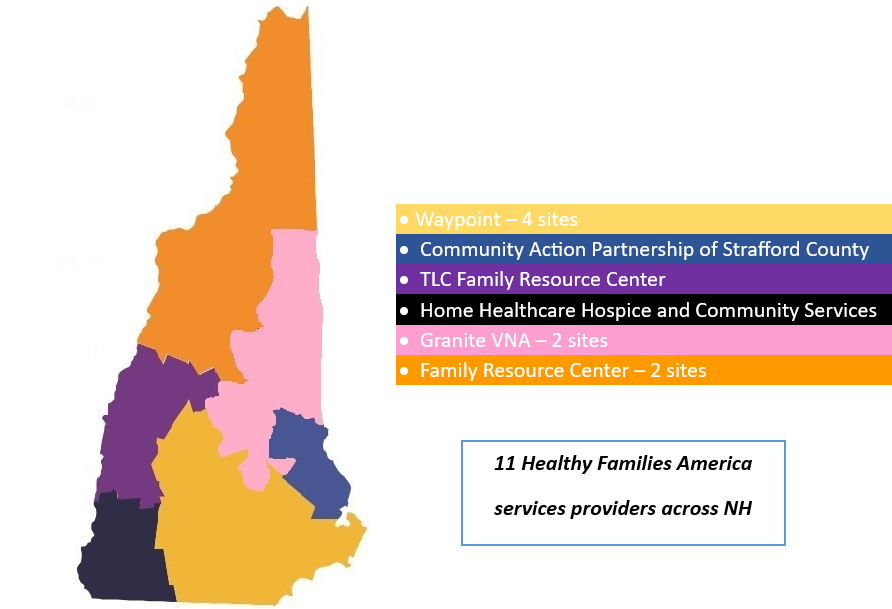 • Waypoint – 4 sites
• Community Action Partnership of Strafford County
• TLC Family Resource Center
• Home Healthcare Hospice and Community Services
• Granite VNA – 2 sites
• Family Resource Center – 2 sites
11 Healthy Families America
services providers across NH